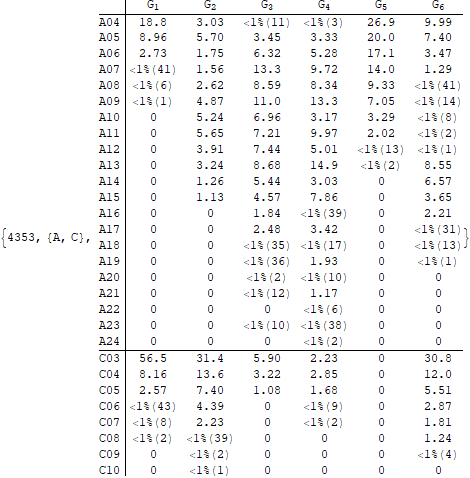 G1 G2 G3 G4 G5 G6
A04 18.8 3.03 <1%(11) <1%(3) 26.9 9.99
A05 8.96 5.70 3.45 3.33 20.0 7.40
A06 2.73 1.75 6.32 5.28 17.1 3.47
A07 <1%(41) 1.56 13.3 9.72 14.0 1.29
A08 <1%(6) 2.62 8.59 8.34 9.33 <1%(41)
A09 <1%(1) 4.87 11.0 13.3 7.05 <1%(14)
A10 0 5.24 6.96 3.17 3.29 <1%(8)
A11 0 5.65 7.21 9.97 2.02 <1%(2)
A12 0 3.91 7.44 5.01 <1%(13) <1%(1)
A13 0 3.24 8.68 14.9 <1%(2) 8.55
A14 0 1.26 5.44 3.03 0 6.57
A15 0 1.13 4.57 7.86 0 3.65
A16 0 0 1.84 <1%(39) 0 2.21
A17 0 0 2.48 3.42 0 <1%(31)
{4353, {A, C}, A18 0 0 <1%(35) <1%(17) 0 <1%(13)}
A19 0 0 <1%(36) 1.93 0 <1%(1)
A20 0 0 <1%(2) <1%(10) 0 0
A21 0 0 <1%(12) 1.17 0 0
A22 0 0 0 <1%(6) 0 0
A23 0 0 <1%(10) <1%(38) 0 0
A24 0 0 0 <1%(2) 0 0
C03 56.5 31.4 5.90 2.23 0 30.8
C04 8.16 13.6 3.22 2.85 0 12.0
C05 2.57 7.40 1.08 1.68 0 5.51
C06 <1%(43) 4.39 0 <1%(9) 0 2.87
C07 <1%(8) 2.23 0 <1%(2) 0 1.81
C08 <1%(2) <1%(39) 0 0 0 1.24
C09 0 <1%(2) 0 0 0 <1%(4)
C10 0 <1%(1) 0 0 0 0